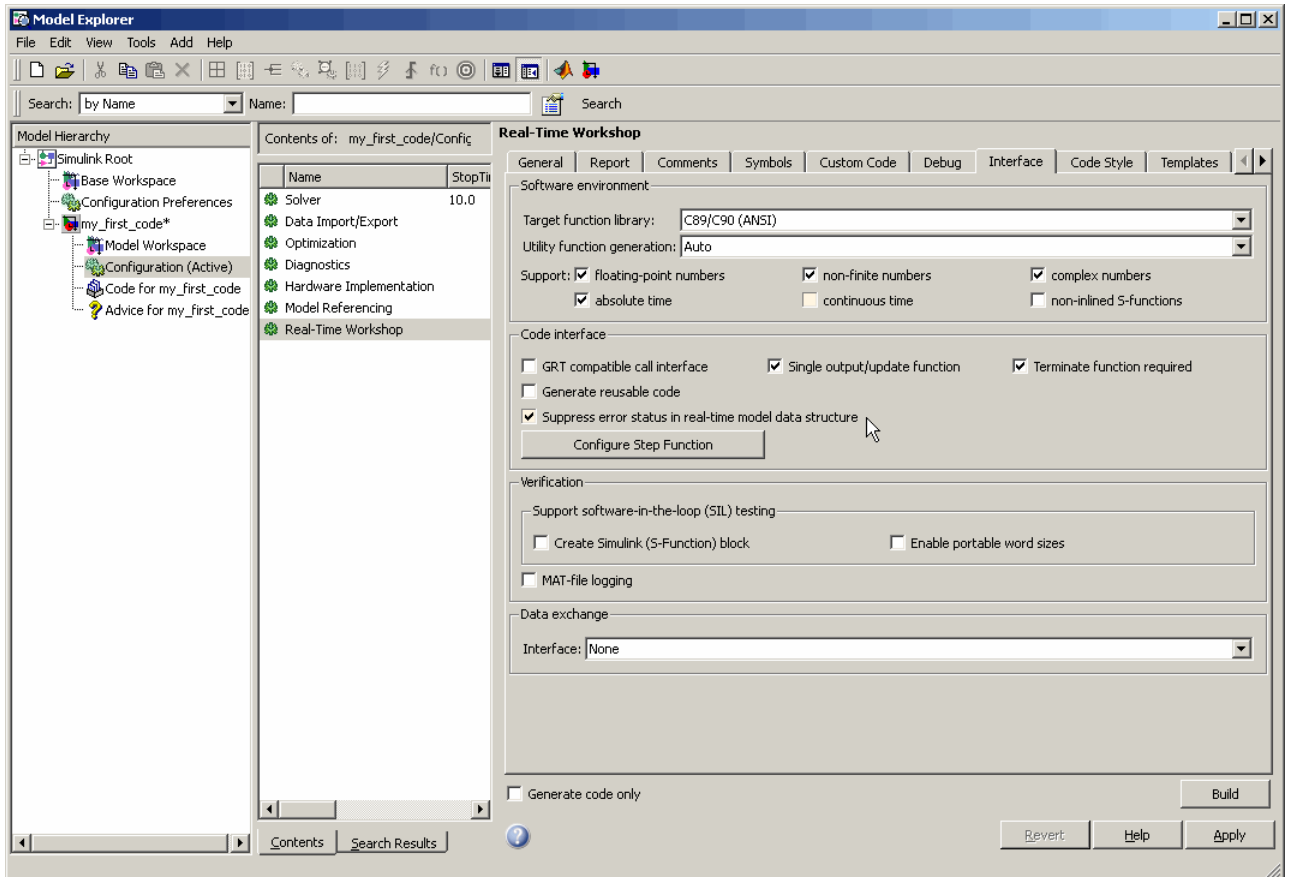 Model Explorer
File Edit View Tools Add Help
Search: by Name Name: Search
Model Hierarchy
Simulink Root
Base Workspace
Configuration Preferences
my_first_code*
Model Workspace
Configuration (Active)
Code for my_first_code
Advice for my_first_code
Contents of: my_first_code/Config
Name StopTi
Solver 10.0
Data Import/Export
Optimization
Diagnostics
Hardware Implementation
Model Referencing
Real-Time Workshop
Contents Search Results
Real-Time Workshop
General Report Comments Symbols Custom Code Debug Interface Code Style Templates
Software environment
Target function library: C89/C90 (ANSI)
Utility function generation: Auto
Support: floating-point numbers non-finite numbers complex numbers
absolute time continuous time non-inlined S-functions
Code interface
GRT compatible call interface Single output/update function Terminate function required
Generate reusable code
Suppress error status in real-time model data structure
Configure Step Function
Verification
Support software-in-the-loop (SIL) testing
Create Simulink (S-Function) block Enable portable word sizes
MAT-file logging
Data exchange
Interface: None
Generate code only Build
Revert Help Apply